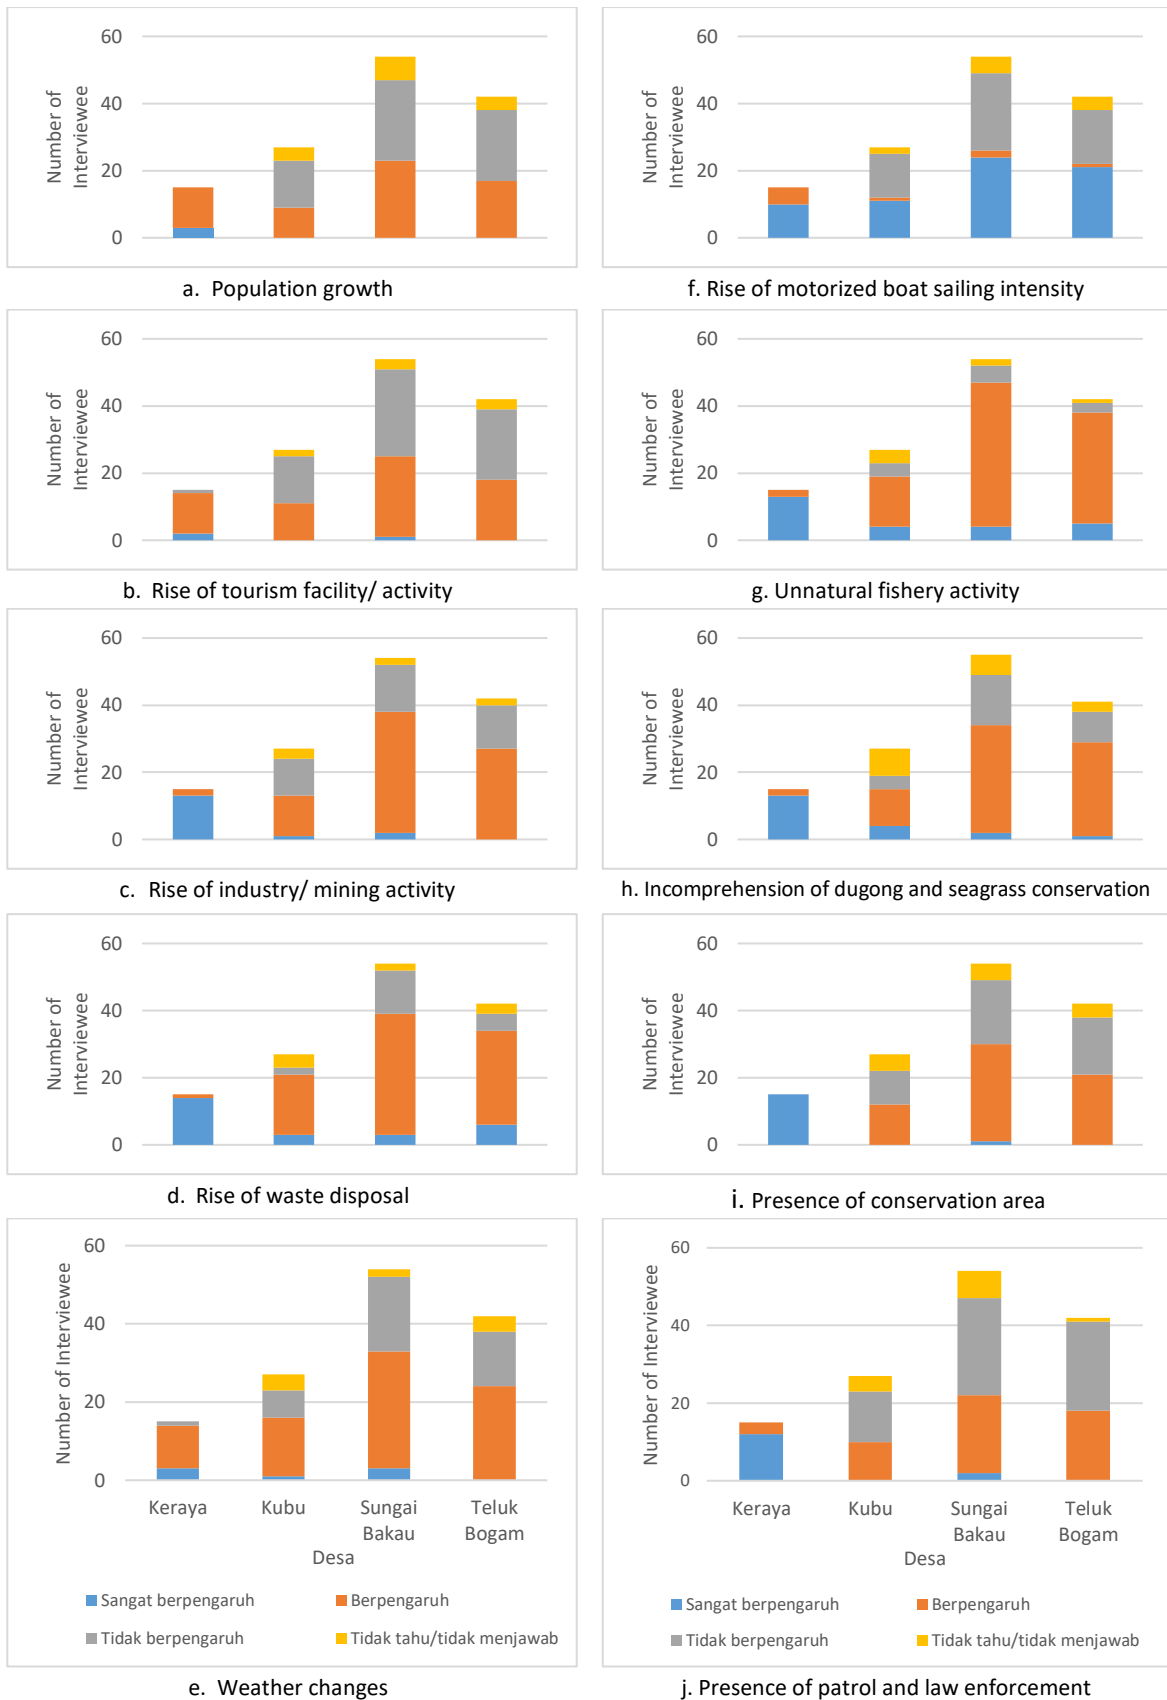 60
40
20
0
Number of
Interviewee
a. Population growth
60
40
20
0
Number of
Interviewee
f. Rise of motorized boat sailing intensity
60
40
20
0
Number of
Interviewee
b. Rise of tourism facility/ activity
60
40
20
0
Number of
Interviewee
g. Unnatural fishery activity
60
40
20
0
Number of
Interviewee
c. Rise of industry/ mining activity
60
40
20
0
Number of
Interviewee
h. Incomprehension of dugong and seagrass conservation
60
40
20
0
Number of
Interviewee
d. Rise of waste disposal
60
40
20
0
Number of
Interviewee
i. Presence of conservation area
60
40
20
0
Number of Interviewee
Keraya Kubu Sungai Bakau Teluk Bogam
Desa
Sangat berpengaruh Berpengaruh
Tidak berpengaruh Tidak tahu/tidak menjawab
e. Weather changes
60
40
20
0
Number of Interviewee
Keraya Kubu Sungai Bakau Teluk Bogam
Desa
Sangat berpengaruh Berpengaruh
Tidak berpengaruh Tidak tahu/tidak menjawab
j. Presence of patrol and law enforcement